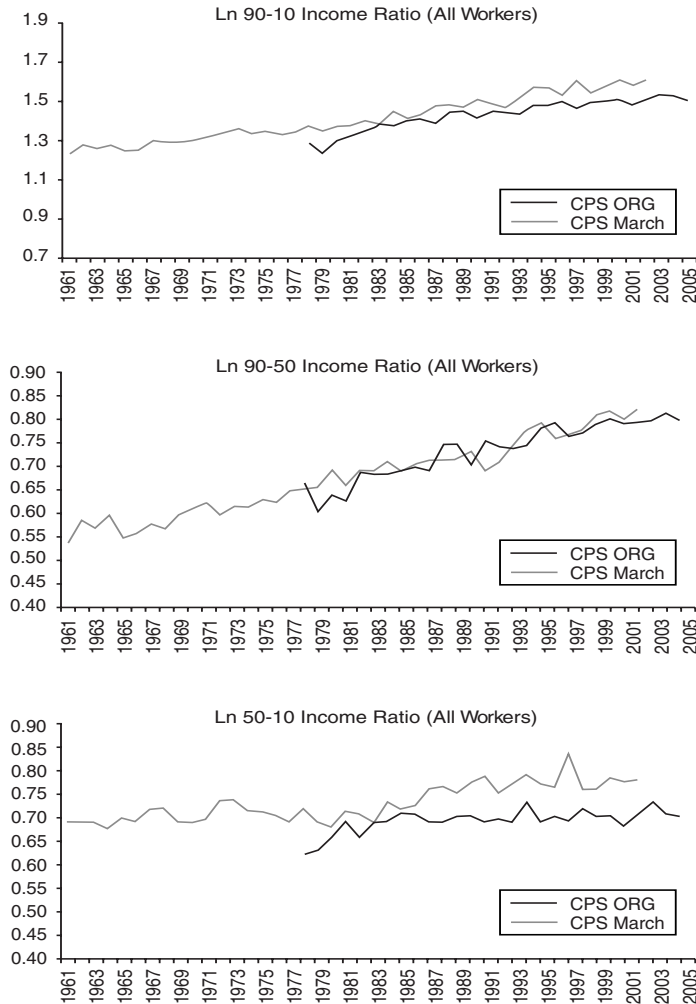 Ln 90-10 Income Ratio (All Workers)
1.9
1.7
1.5
1.3
1.1
0.9
0.7
CPS ORG
CPS March
1961 1963 1965 1967 1969 1971 1973 1975 1977 1979 1981 1983 1985 1987 1989 1991 1993 1995 1997 1999 2001 2003 2005
Ln 90-50 Income Ratio (All Workers)
0.90
0.85
0.80
0.75
0.70
0.65
0.60
0.55
0.50
0.45
0.40
CPS ORG
CPS March
1961 1963 1965 1967 1969 1971 1973 1975 1977 1979 1981 1983 1985 1987 1989 1991 1993 1995 1997 1999 2001 2003 2005
Ln 50-10 Income Ratio (All Workers)
0.90
0.85
0.80
0.75
0.70
0.65
0.60
0.55
0.50
0.45
0.40
CPS ORG
CPS March
1961 1963 1965 1967 1969 1971 1973 1975 1977 1979 1981 1983 1985 1987 1989 1991 1993 1995 1997 1999 2001 2003 2005